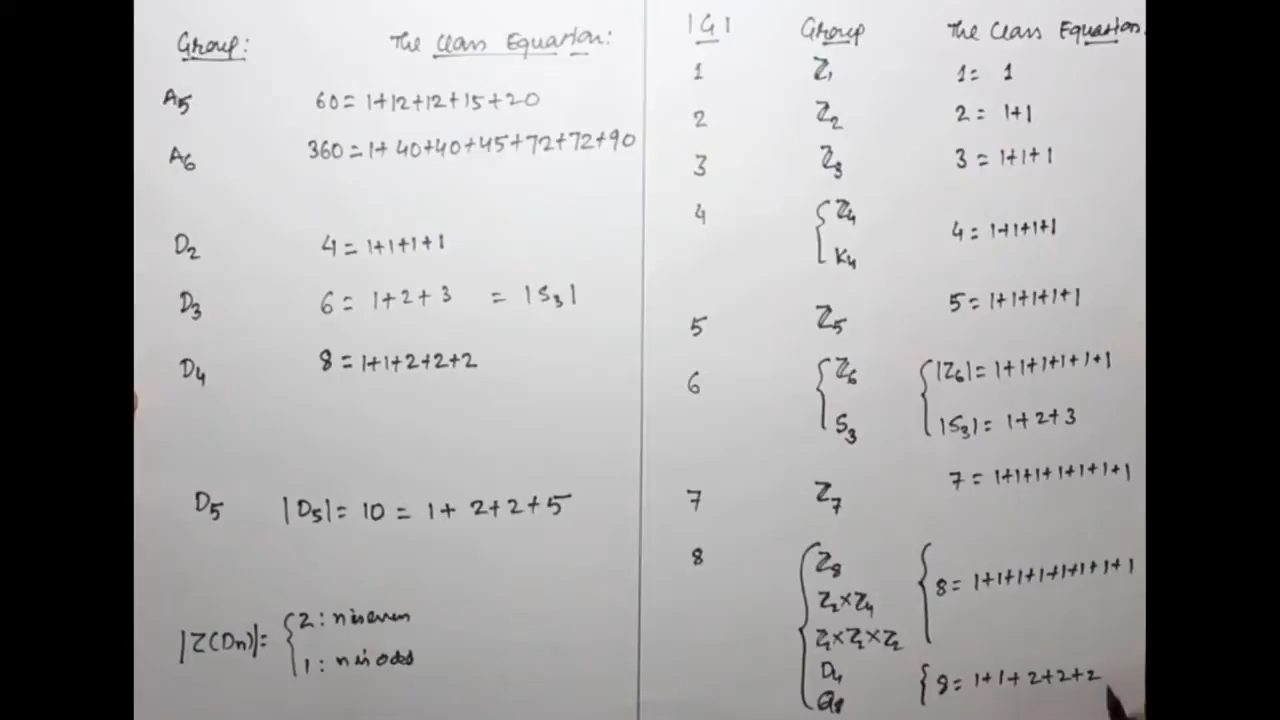 Group: The Class Equation:
A5 60 = 1+12+12+15+20
A6 360 = 1+40+40+45+72+72+90
D2 4 = 1+1+1+1
D3 6 = 1+2+3 = |S3|
D4 8 = 1+1+2+2+2
D5 |D5| = 10 = 1+2+2+5
|Z(Dn)| = { 2 : n is even
1 : n is odd
|G| Group The Class Equation.
1 Z1 1 = 1
2 Z2 2 = 1+1
3 Z3 3 = 1+1+1
4 { Z4
K4 4 = 1+1+1+1
5 Z5 5 = 1+1+1+1+1
6 { Z6 { |Z6| = 1+1+1+1+1+1
S3 |S3| = 1+2+3
7 Z7 7 = 1+1+1+1+1+1+1
8 { Z8 { 8 = 1+1+1+1+1+1+1+1
Z2×Z4
Z2×Z2×Z2
D4 { 8 = 1+1+2+2+2
Q8